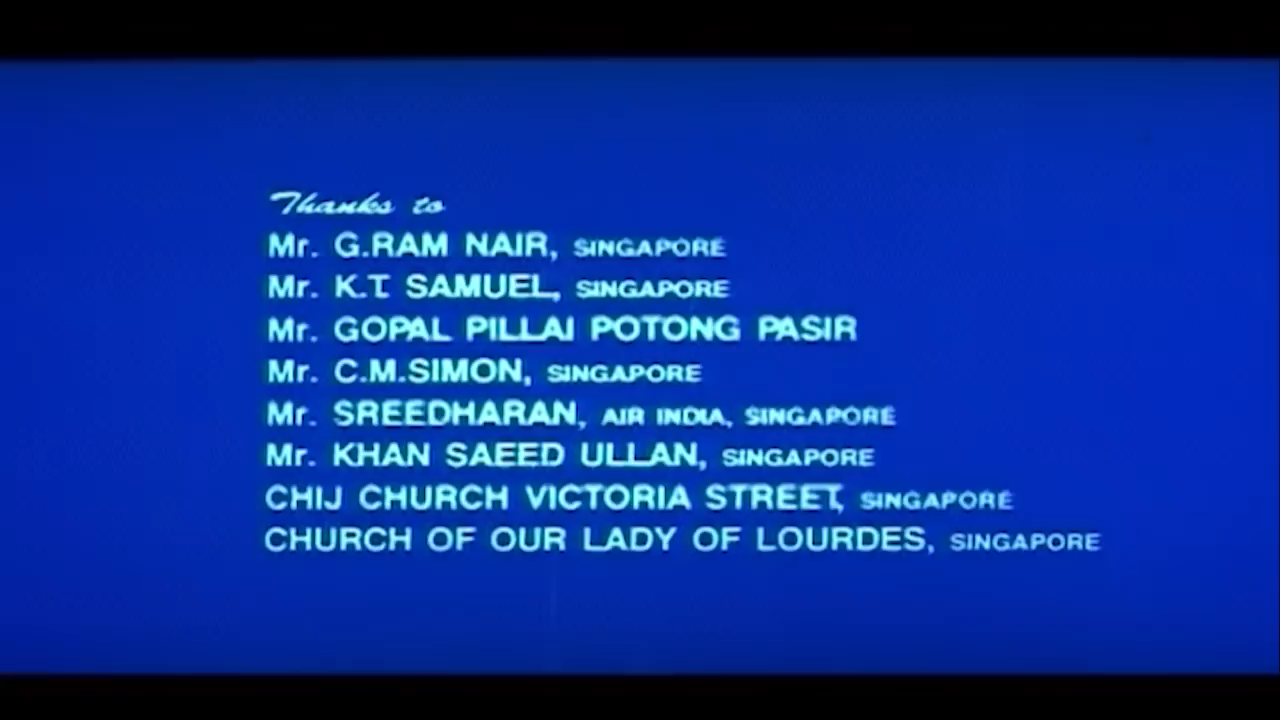 Thanks to
Mr. G.RAM NAIR, SINGAPORE
Mr. K.T. SAMUEL, SINGAPORE
Mr. GOPAL PILLAI POTONG PASIR
Mr. C.M.SIMON, SINGAPORE
Mr. SREEDHARAN, AIR INDIA, SINGAPORE
Mr. KHAN SAEED ULLAN, SINGAPORE
CHIJ CHURCH VICTORIA STREET, SINGAPORE
CHURCH OF OUR LADY OF LOURDES, SINGAPORE